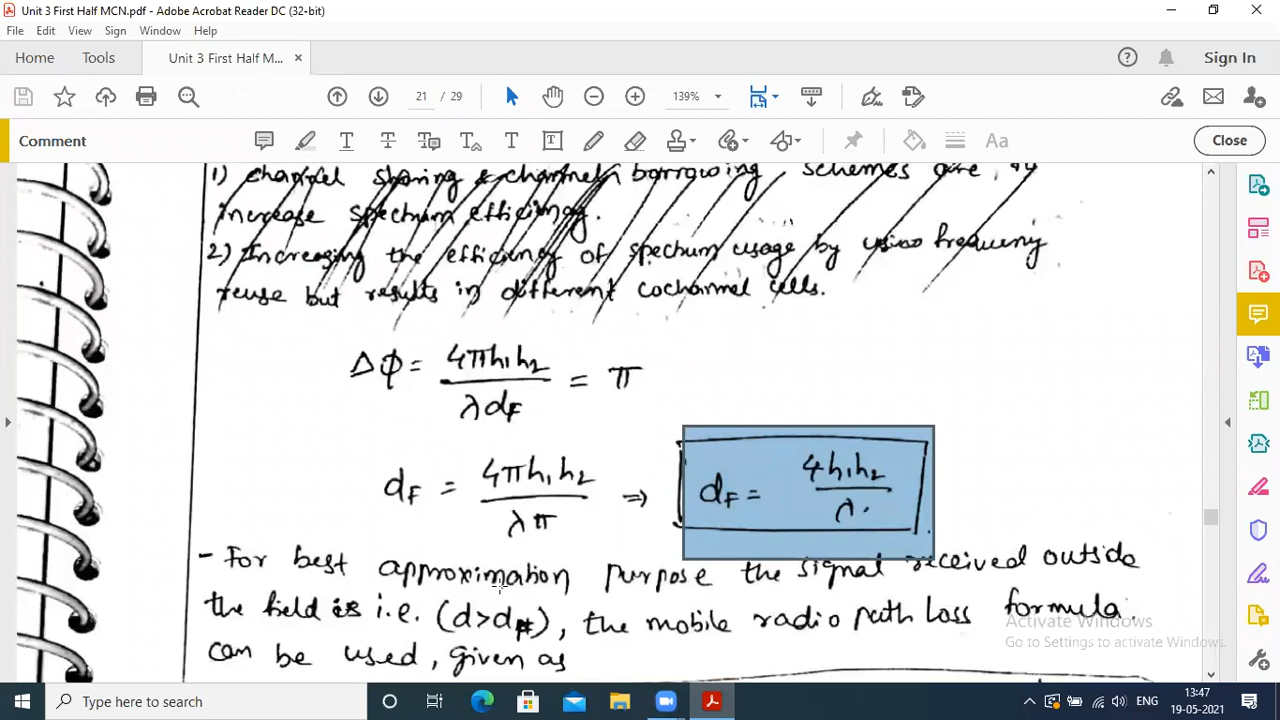 Unit 3 First Half MCN.pdf - Adobe Acrobat Reader DC (32-bit)
File Edit View Sign Window Help
Home Tools Unit 3 First Half M... × Sign In
21 / 29 139%
Comment Close
1) channel sharing & channel borrowing schemes are
increase spectrum efficiency.
2) Increasing the efficiency of spectrum usage by using frequency
reuse but results in different cochannel cells.
Δφ = 4πh₁h₂ / λd_F = π
d_F = 4πh₁h₂ / λπ ⇒ d_F = 4h₁h₂ / λ.
- For best approximation purpose the signal received outside
the field is i.e. (d>d_F), the mobile radio path loss formula
can be used, given as
Activate Windows
Go to Settings to activate Windows.
Type here to search
ENG
13:47
19-05-2021